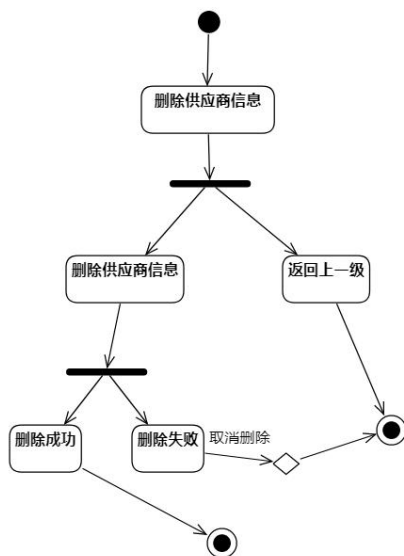 删除供应商信息
删除供应商信息
返回上一级
删除成功
删除失败
取消删除